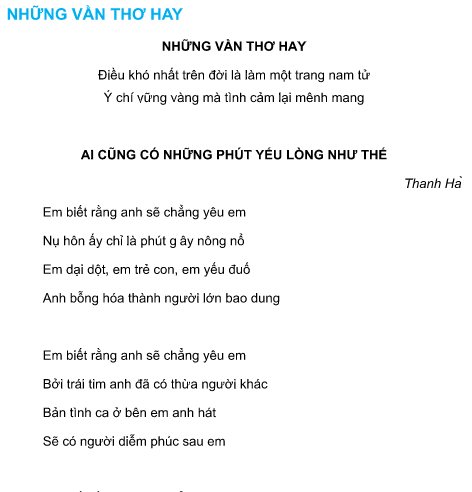 NHỮNG VẦN THƠ HAY
NHỮNG VẦN THƠ HAY
Điều khó nhất trên đời là làm một trang nam tử
Ý chí vững vàng mà tình cảm lại mênh mang
AI CŨNG CÓ NHỮNG PHÚT YẾU LÒNG NHƯ THẾ
Thanh Hà
Em biết rằng anh sẽ chẳng yêu em
Nụ hôn ấy chỉ là phút g ây nông nổ
Em dại dột, em trẻ con, em yếu đuố
Anh bỗng hóa thành người lớn bao dung
Em biết rằng anh sẽ chẳng yêu em
Bởi trái tim anh đã có thừa người khác
Bản tình ca ở bên em anh hát
Sẽ có người diễm phúc sau em